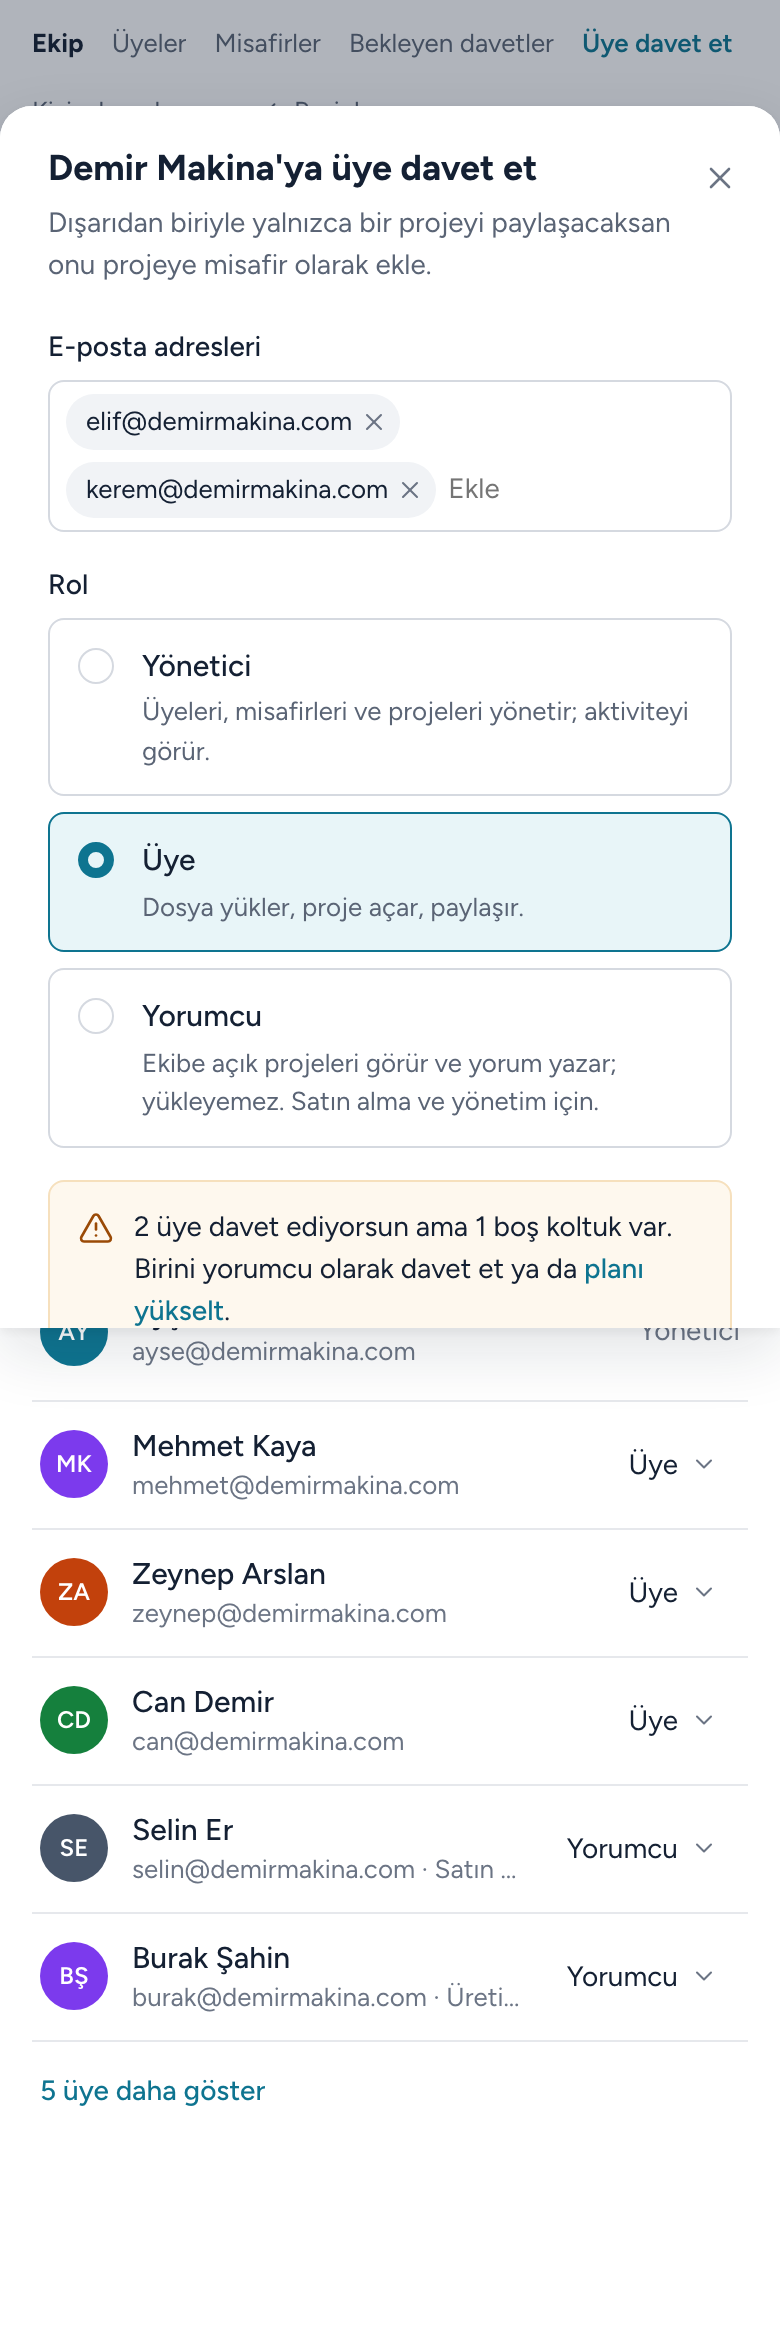 Ekip Üyeler Misafirler Bekleyen davetler Üye davet et
Demir Makina'ya üye davet et
Dışarıdan biriyle yalnızca bir projeyi paylaşacaksan
onu projeye misafir olarak ekle.
E-posta adresleri
elif@demirmakina.com
kerem@demirmakina.com Ekle
Rol
Yönetici
Üyeleri, misafirleri ve projeleri yönetir; aktiviteyi
görür.
Üye
Dosya yükler, proje açar, paylaşır.
Yorumcu
Ekibe açık projeleri görür ve yorum yazar;
yükleyemez. Satın alma ve yönetim için.
2 üye davet ediyorsun ama 1 boş koltuk var.
Birini yorumcu olarak davet et ya da planı
yükselt.
AY Yönetici
ayse@demirmakina.com
MK Mehmet Kaya Üye
mehmet@demirmakina.com
ZA Zeynep Arslan Üye
zeynep@demirmakina.com
CD Can Demir Üye
can@demirmakina.com
SE Selin Er Yorumcu
selin@demirmakina.com · Satın ...
BŞ Burak Şahin Yorumcu
burak@demirmakina.com · Üreti...
5 üye daha göster